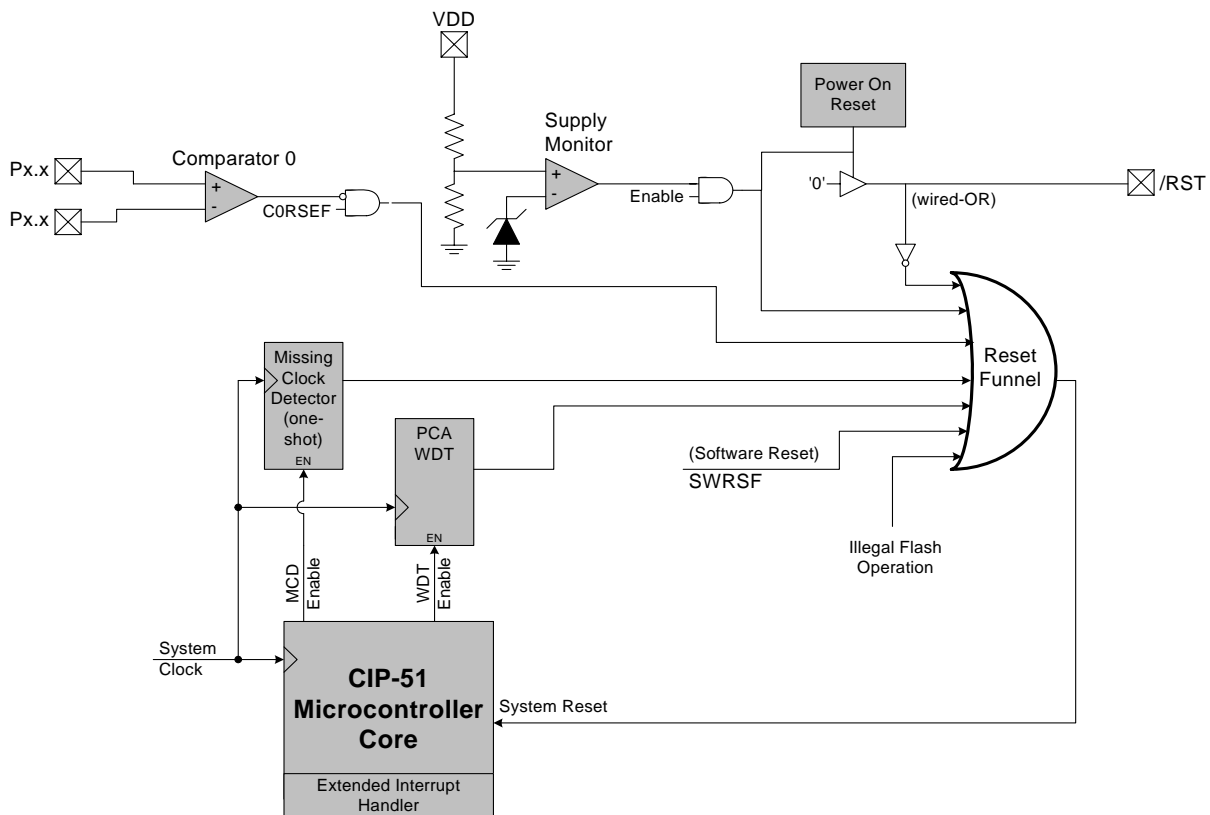 VDD
Power On
Reset
Supply
Monitor
Comparator 0
Px.x
+
-
Px.x
C0RSEF
+
-
Enable
'0'
/RST
(wired-OR)
Reset
Funnel
Missing
Clock
Detector
(one-
shot)
EN
PCA
WDT
EN
(Software Reset)
SWRSF
Illegal Flash
Operation
MCD
Enable
WDT
Enable
System
Clock
CIP-51
Microcontroller
Core
System Reset
Extended Interrupt
Handler